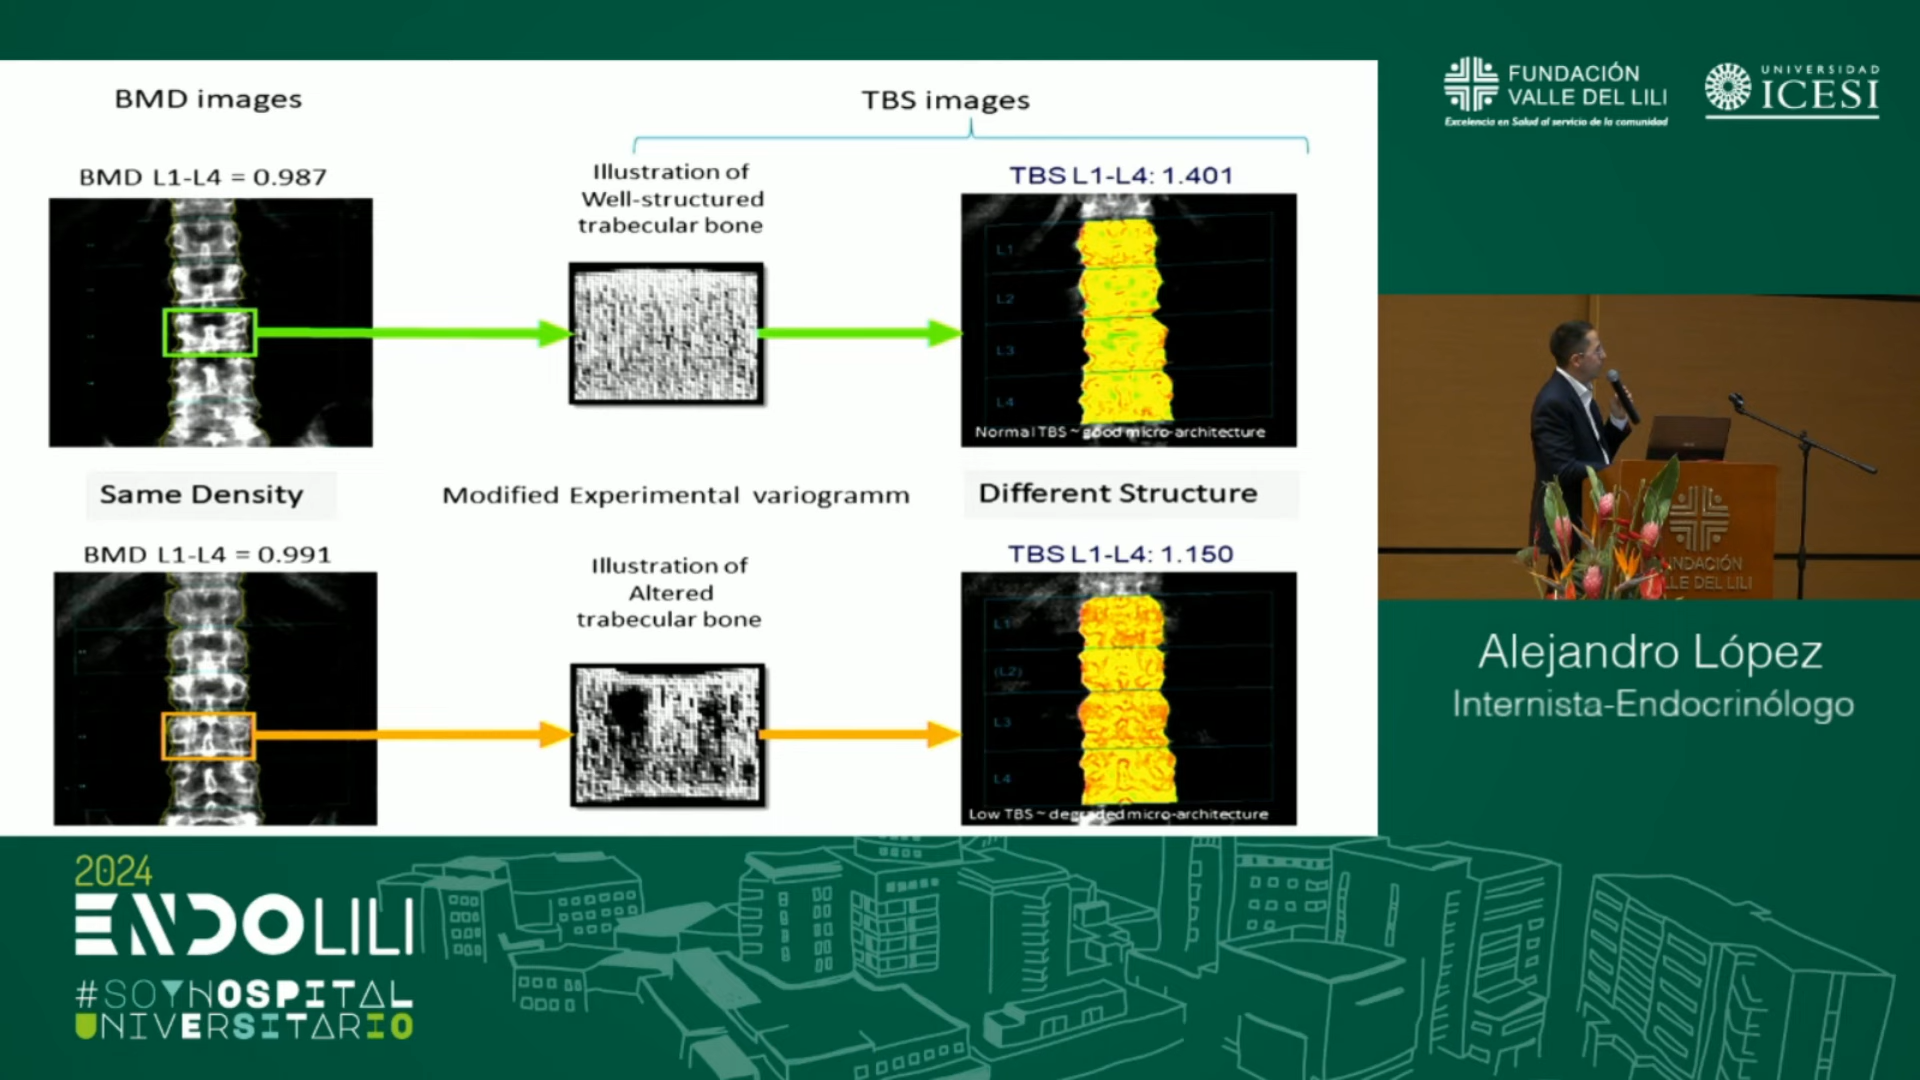 BMD images
TBS images
BMD L1-L4 = 0.987
Illustration of
Well-structured
trabecular bone
TBS L1-L4: 1.401
L1
L2
L3
L4
Normal TBS ~ good micro-architecture
Same Density
Modified Experimental variogramm
Different Structure
BMD L1-L4 = 0.991
Illustration of
Altered
trabecular bone
TBS L1-L4: 1.150
L1
(L2)
L3
L4
Low TBS ~ degraded micro-architecture
FUNDACIÓN
VALLE DEL LILI
Excelencia en Salud al servicio de la comunidad
UNIVERSIDAD
ICESI
FUNDACIÓN
VALLE DEL LILI
Alejandro López
Internista-Endocrinólogo
2024
ENDOLILI
#SOYHOSPITAL
UNIVERSITARIO